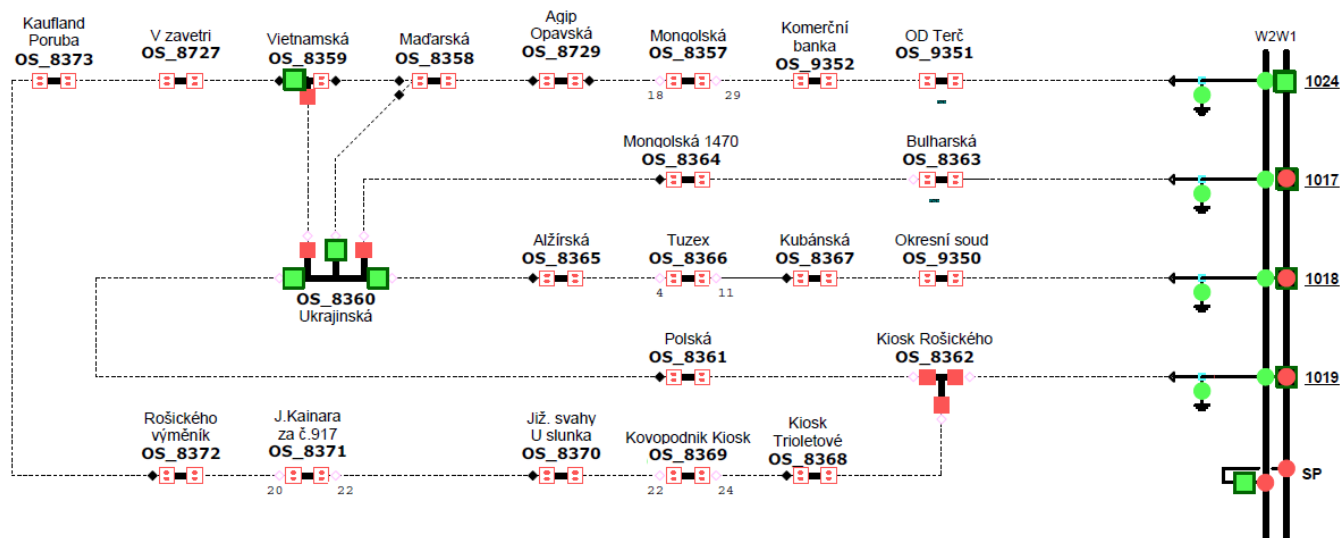 Kaufland
Poruba
OS_8373
V zavetri
OS_8727
Vietnamská
OS_8359
Maďarská
OS_8358
Agip
Opavská
OS_8729
Mongolská
OS_8357
18
29
Komerční
banka
OS_9352
OD Terč
OS_9351
W2W1
1024
Mongolská 1470
OS_8364
Bulharská
OS_8363
1017
OS_8360
Ukrajinská
Alžírská
OS_8365
Tuzex
OS_8366
4
11
Kubánská
OS_8367
Okresní soud
OS_9350
1018
Polská
OS_8361
Kiosk Rošického
OS_8362
1019
Rošického
výměník
OS_8372
J.Kainara
za č.917
OS_8371
20
22
Již. svahy
U slunka
OS_8370
Kovopodnik Kiosk
OS_8369
22
24
Kiosk
Trioletové
OS_8368
SP